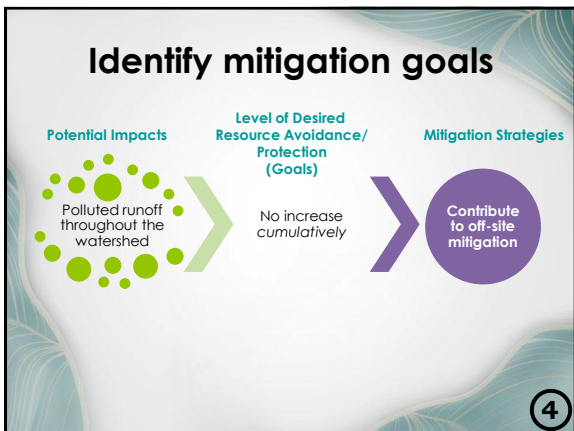 Identify mitigation goals
Potential Impacts
Level of Desired
Resource Avoidance/
Protection
(Goals)
Mitigation Strategies
Polluted runoff
throughout the
watershed
No increase
cumulatively
Contribute
to off-site
mitigation
4